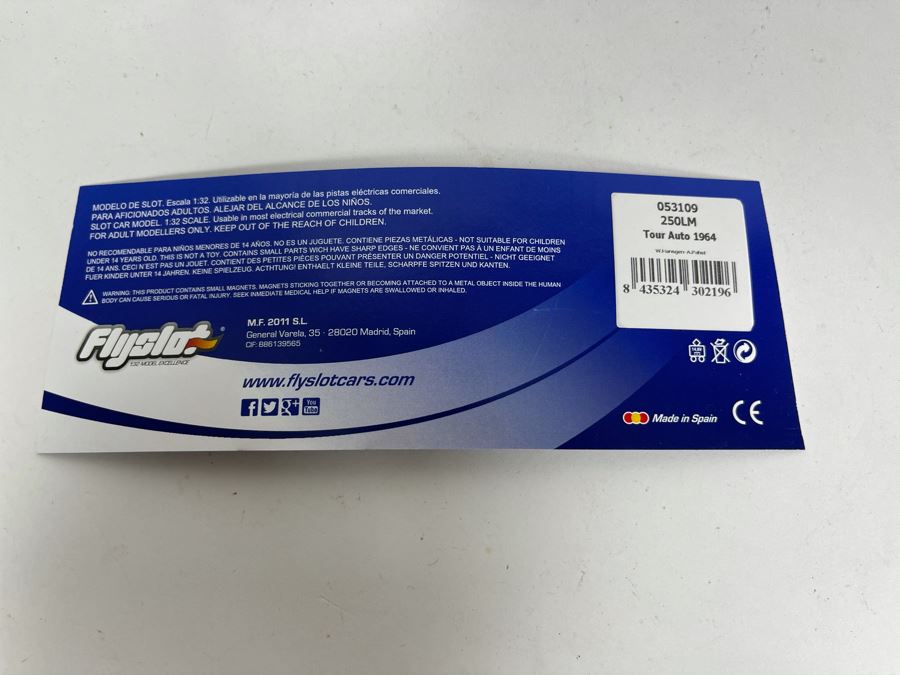 MODELO DE SLOT. Escala 1:32. Utilizable en la mayoría de las pistas eléctricas comerciales.
PARA AFICIONADOS ADULTOS. ALEJAR DEL ALCANCE DE LOS NIÑOS.
SLOT CAR MODEL. 1:32 SCALE. Usable in most electrical commercial tracks of the market.
FOR ADULT MODELLERS ONLY. KEEP OUT OF THE REACH OF CHILDREN.
NO RECOMENDABLE PARA NIÑOS MENORES DE 14 AÑOS. NO ES UN JUGUETE. CONTIENE PIEZAS METÁLICAS - NOT SUITABLE FOR CHILDREN
UNDER 14 YEARS OLD. THIS IS NOT A TOY. CONTAINS SMALL PARTS WICH HAVE SHARP EDGES - NE CONVIENT PAS À UN ENFANT DE MOINS
DE 14 ANS. CECI N'EST PAS UN JOUET. CONTIENT DES PETITES PIÈCES POUVANT PRÉSENTER UN DANGER POTENTIEL - NICHT GEEIGNET
FUER KINDER UNTER 14 JAHREN. KEINE SPIELZEUG. ACTHTUNG! ENTHAELT KLEINE TEILE, SCHARPFE SPITZEN UND KANTEN.
WARNING: THIS PRODUCT CONTAINS SMALL MAGNETS. MAGNETS STICKING TOGETHER OR BECOMING ATTACHED TO A METAL OBJECT INSIDE THE HUMAN
BODY CAN CAUSE SERIOUS OR FATAL INJURY. SEEK INMEDIATE MEDICAL HELP IF MAGNETS ARE SWALLOWED OR INHALED.
Flyslot
1:32 MODEL EXCELLENCE
M.F. 2011 S.L.
General Varela, 35 - 28020 Madrid, Spain
CIF: B86139565
www.flyslotcars.com
You Tube
053109
250LM
Tour Auto 1964
8 435324 302196
Made in Spain
CE